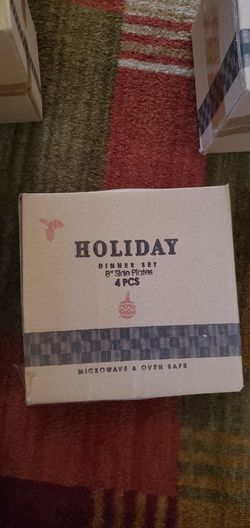 HOLIDAY
DINNER SET
8" Side Plates
4 PCS
MICROWAVE & OVEN SAFE